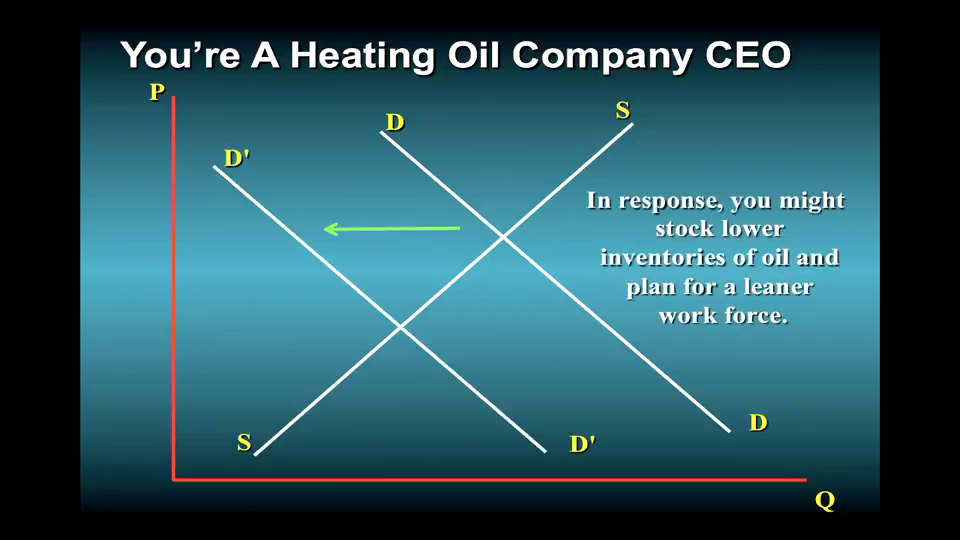 You're A Heating Oil Company CEO
P
D
S
D'
In response, you might
stock lower
inventories of oil and
plan for a leaner
work force.
D
S
D'
Q